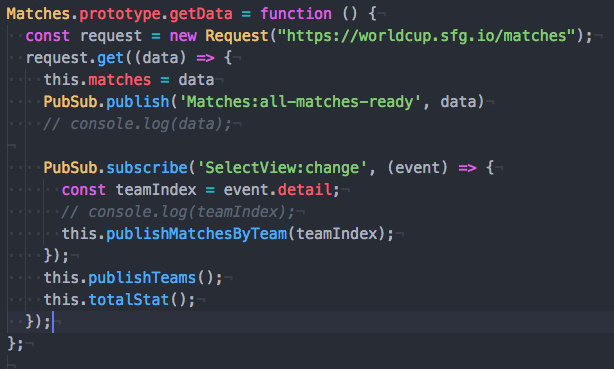 Matches.prototype.getData = function () {
  const request = new Request("https://worldcup.sfg.io/matches");
  request.get((data) => {
    this.matches = data
    PubSub.publish('Matches:all-matches-ready', data)
    // console.log(data);

    PubSub.subscribe('SelectView:change', (event) => {
      const teamIndex = event.detail;
      // console.log(teamIndex);
      this.publishMatchesByTeam(teamIndex);
    });
    this.publishTeams();
    this.totalStat();
  });
};